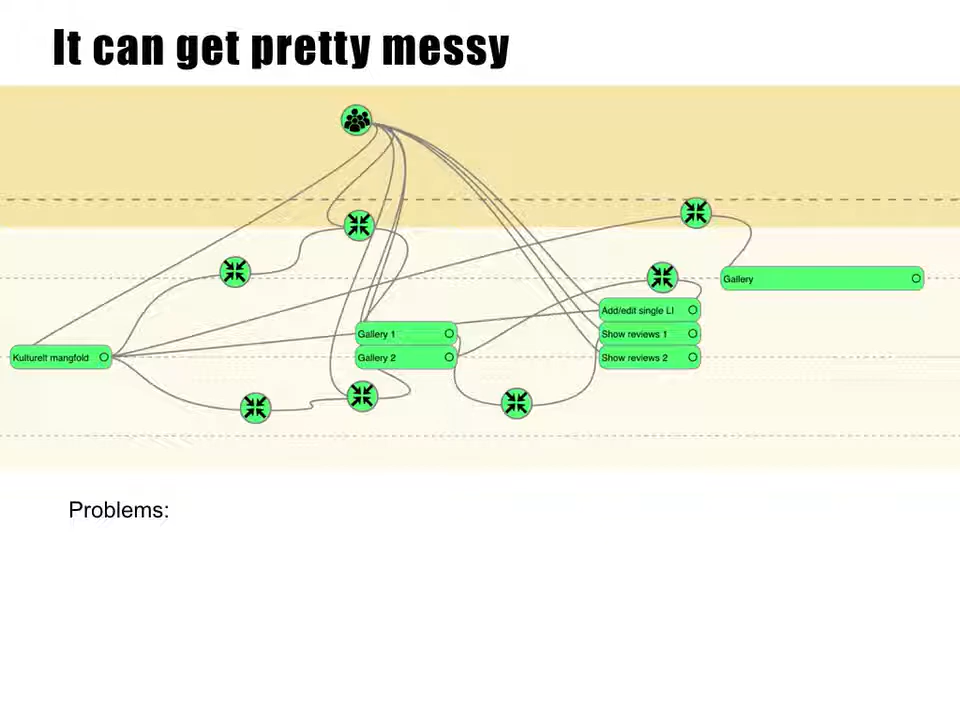 It can get pretty messy
Gallery
Add/edit single LI
Gallery 1
Show reviews 1
Kulturelt mangfold
Gallery 2
Show reviews 2
Problems: